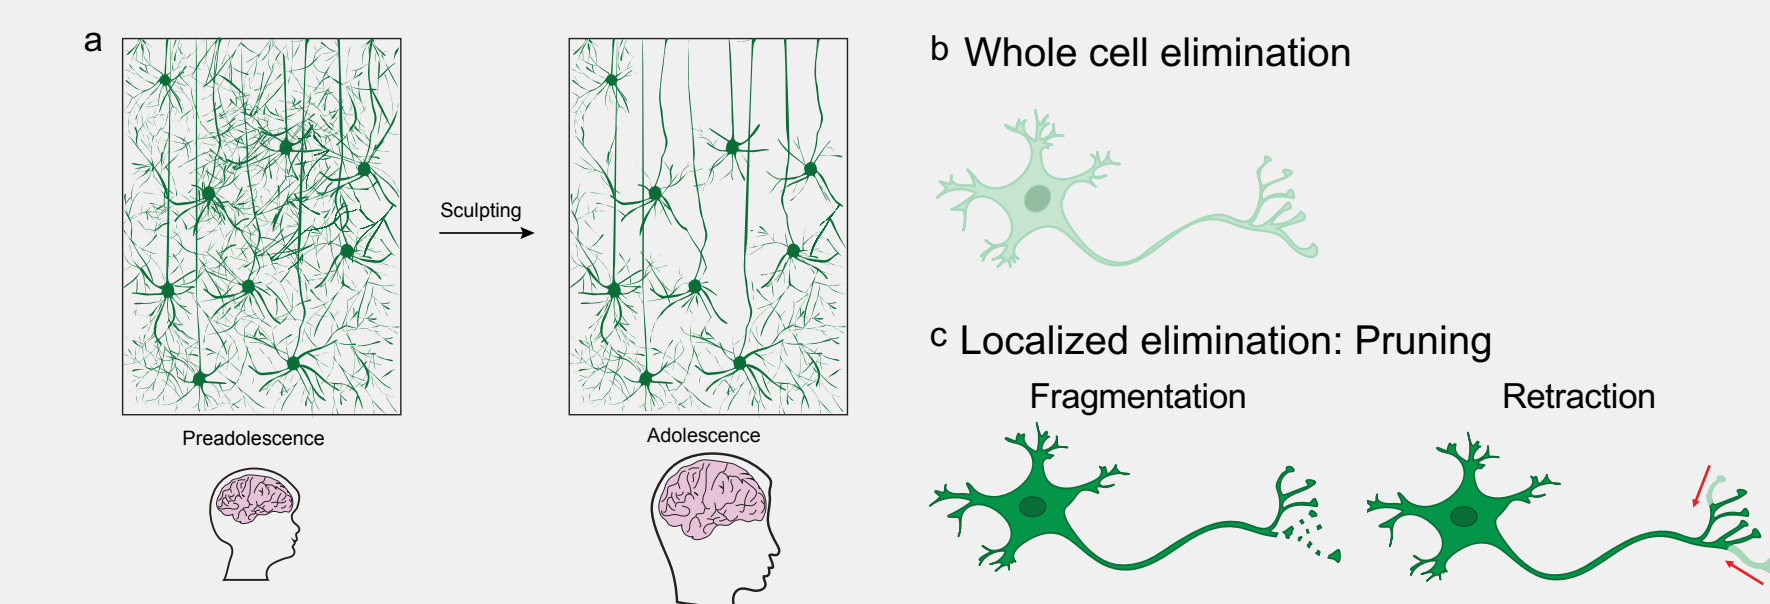 a
Sculpting
Preadolescence
Adolescence
b Whole cell elimination
c Localized elimination: Pruning
Fragmentation
Retraction